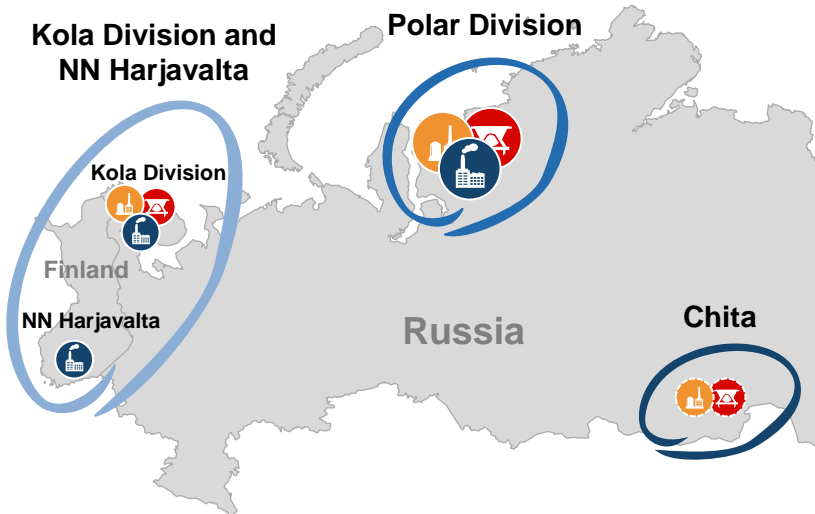 Kola Division and
NN Harjavalta
Polar Division
Kola Division
Finland
NN Harjavalta
Russia
Chita